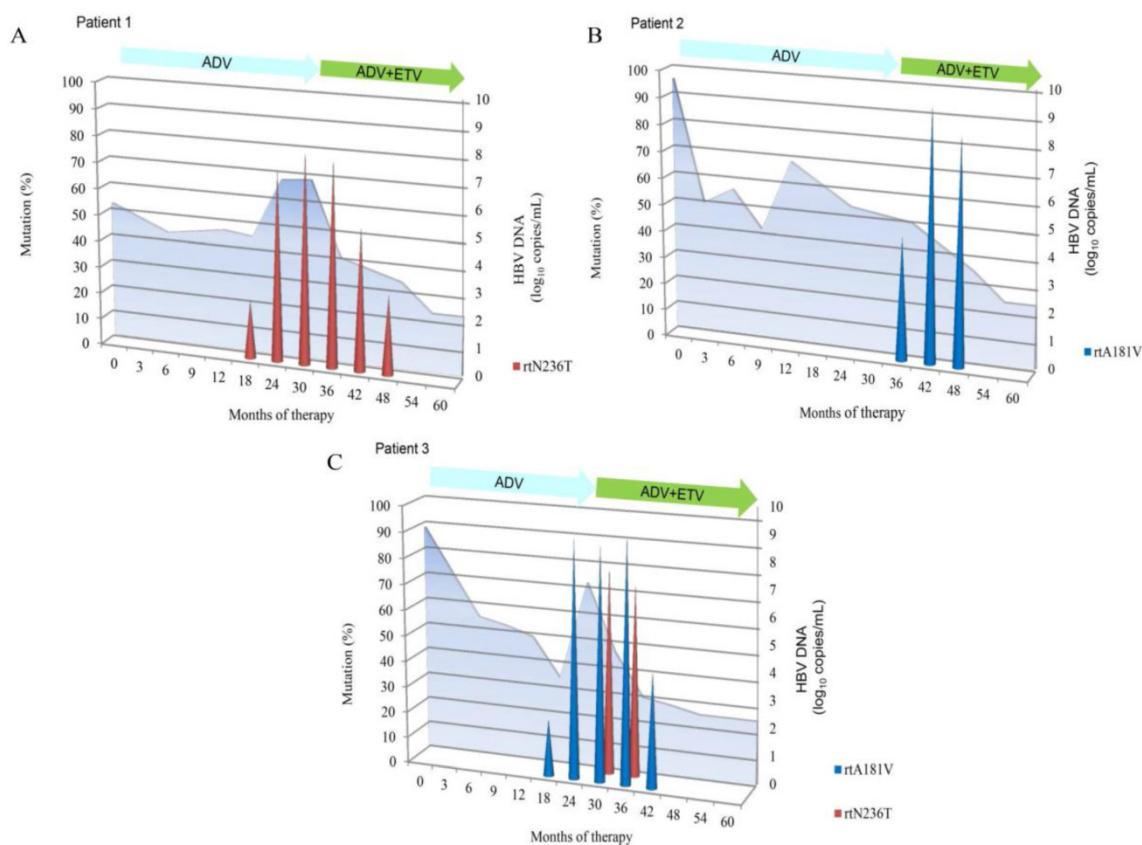 Patient 1
A
ADV
ADV+ETV
100
90
80
70
60
50
40
30
20
10
0
Mutation (%)
10
9
8
7
6
5
4
3
2
1
0
HBV DNA
(log₁₀ copies/mL)
0 3 6 9 12 18 24 30 36 42 48 54 60
Months of therapy
rtN236T
Patient 2
B
ADV
ADV+ETV
100
90
80
70
60
50
40
30
20
10
0
Mutation (%)
10
9
8
7
6
5
4
3
2
1
0
HBV DNA
(log₁₀ copies/mL)
0 3 6 9 12 18 24 30 36 42 48 54 60
Months of therapy
rtA181V
Patient 3
C
ADV
ADV+ETV
100
90
80
70
60
50
40
30
20
10
0
Mutation (%)
10
9
8
7
6
5
4
3
2
1
0
HBV DNA
(log₁₀ copies/mL)
0 3 6 9 12 18 24 30 36 42 48 54 60
Months of therapy
rtA181V
rtN236T